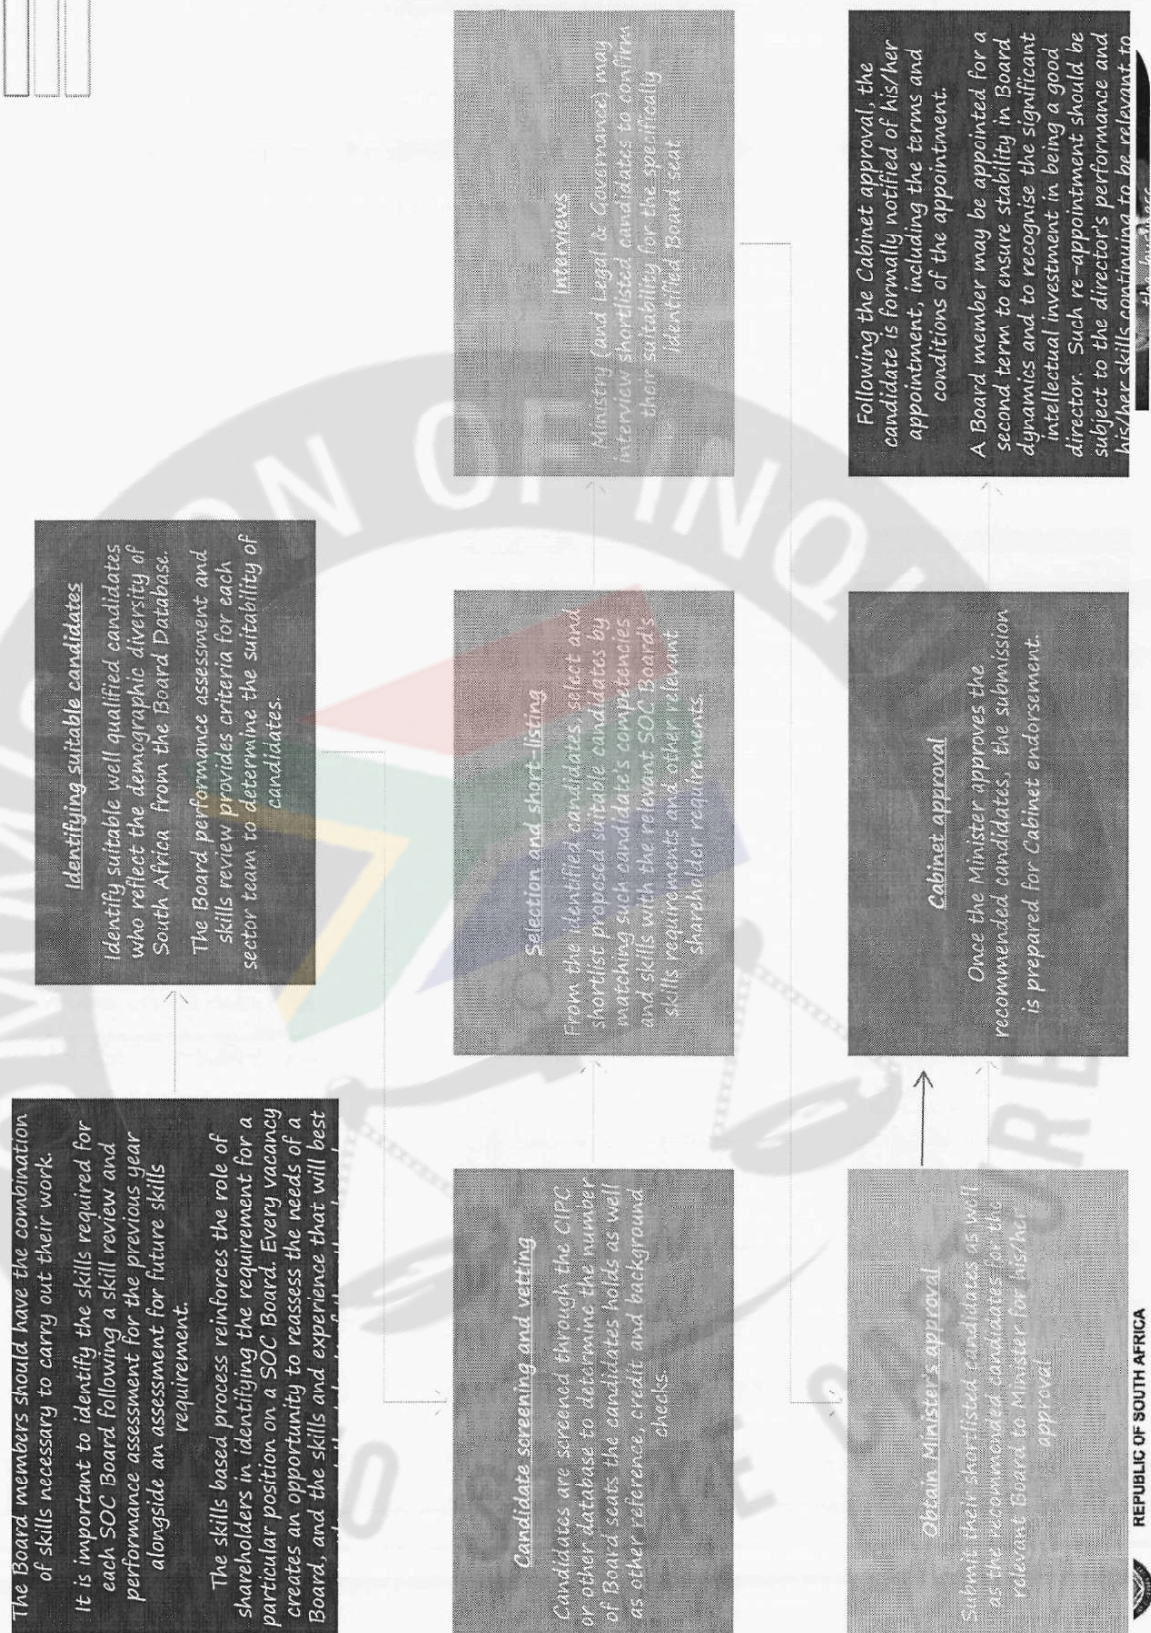 The Board members should have the combination
of skills necessary to carry out their work.
It is important to identify the skills required for
each SOC Board following a skill review and
performance assessment for the previous year
alongside an assessment for future skills
requirement.
The skills based process reinforces the role of
shareholders in identifying the requirement for a
particular position on a SOC Board. Every vacancy
creates an opportunity to reassess the needs of a
Board, and the skills and experience that will best
Identifying suitable candidates
Identify suitable well qualified candidates
who reflect the demographic diversity of
South Africa from the Board Database.
The Board performance assessment and
skills review provides criteria for each
sector team to determine the suitability of
candidates.
Candidate screening and vetting
Candidates are screened through the CIPC
or other database to determine the number
of Board seats the candidates holds as well
as other reference, credit and background
checks.
Selection and short-listing
From the identified candidates, select and
shortlist proposed suitable candidates by
matching such candidate's competencies
and skills with the relevant SOC Board's
skills requirements and other relevant
shareholder requirements.
Interviews
Ministry (and Legal & Governance) may
interview shortlisted candidates to confirm
their suitability for the specifically
identified Board seat.
Obtain Minister's approval
Submit their shortlisted candidates as well
as the recommended candidates for the
relevant Board to Minister for his/her
approval
Cabinet approval
Once the Minister approves the
recommended candidates, the submission
is prepared for Cabinet endorsement.
Following the Cabinet approval, the
candidate is formally notified of his/her
appointment, including the terms and
conditions of the appointment.
A Board member may be appointed for a
second term to ensure stability in Board
dynamics and to recognise the significant
intellectual investment in being a good
director. Such re-appointment should be
subject to the director's performance and
his/her skills continuing to be relevant to
the business
REPUBLIC OF SOUTH AFRICA